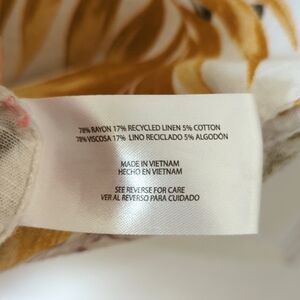 78% RAYON 17% RECYCLED LINEN 5% COTTON
78% VISCOSA 17% LINO RECICLADO 5% ALGODÓN
MADE IN VIETNAM
HECHO EN VIETNAM
SEE REVERSE FOR CARE
VER AL REVERSO PARA CUIDADO